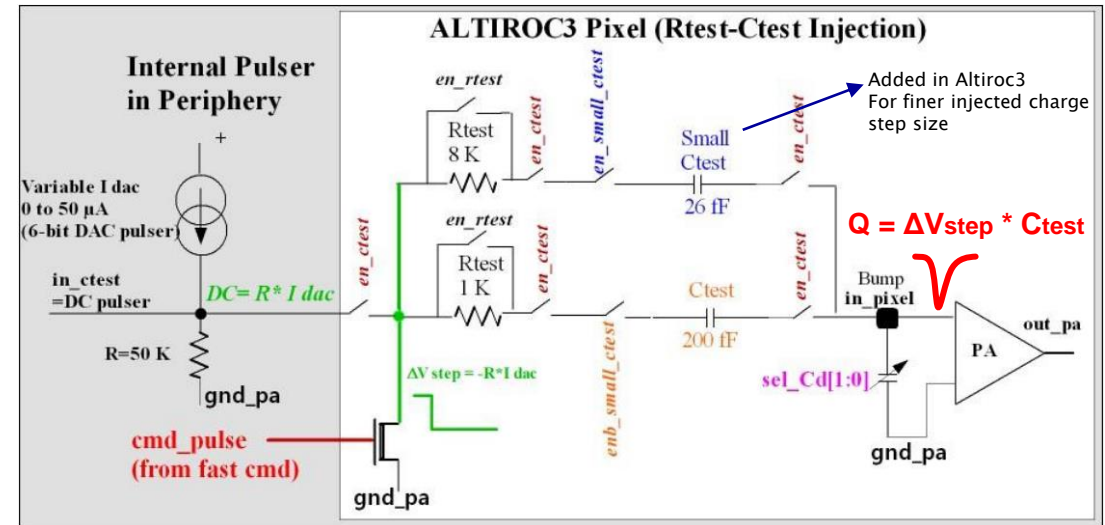 ALTIROC3 Pixel (Rtest-Ctest Injection)
Internal Pulser
in Periphery
+
Variable I dac
0 to 50 µA
(6-bit DAC pulser)
in_ctest
=DC pulser
DC= R* I dac
R=50 K
gnd_pa
cmd_pulse
(from fast cmd)
gnd_pa
ΔV step = -R*I dac
en_ctest
en_rtest
Rtest
8 K
en_ctest
en_small_ctest
Small
Ctest
26 fF
en_ctest
Added in Altiroc3
For finer injected charge
step size
en_rtest
Rtest
1 K
en_ctest
enb_small_ctest
Ctest
200 fF
en_ctest
Q = ΔVstep * Ctest
Bump
in_pixel
sel_Cd[1:0]
gnd_pa
PA
out_pa